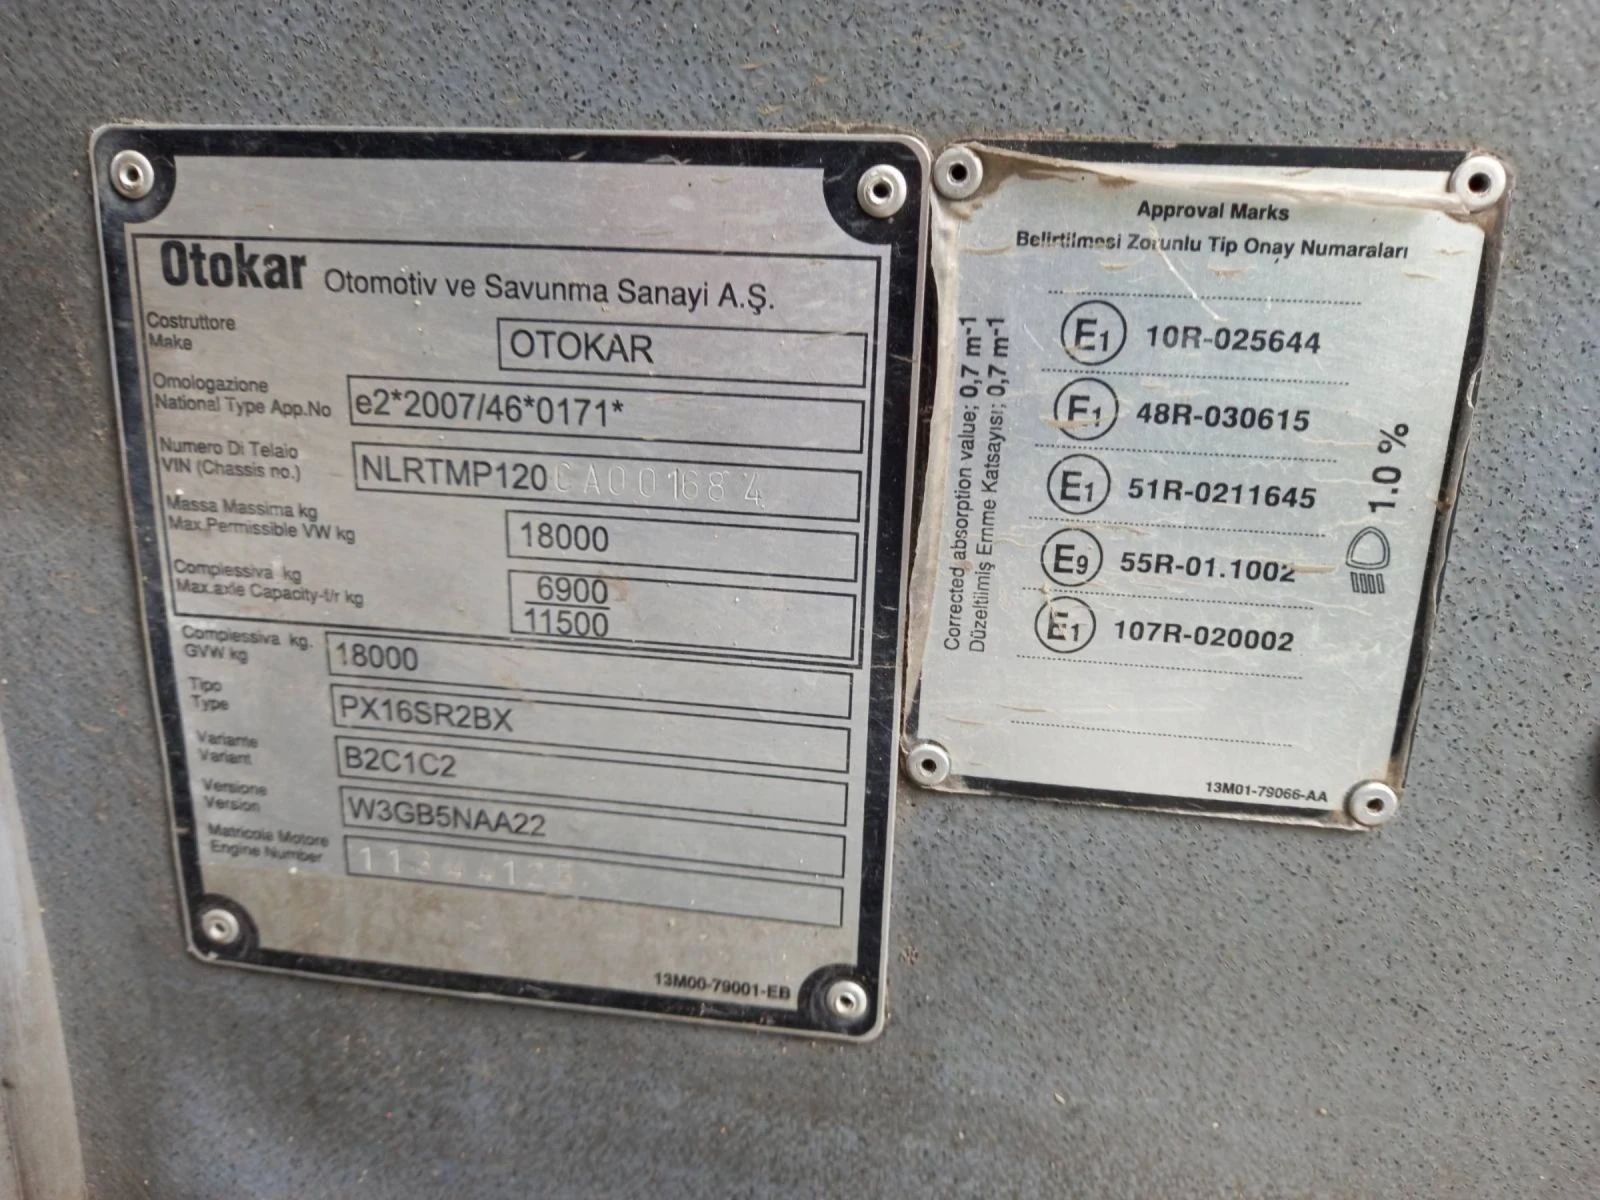 Otokar Otomotiv ve Savunma Sanayi A.Ş.
Costruttore
Make
OTOKAR
Omologazione
National Type App.No
e2*2007/46*0171*
Numero Di Telaio
VIN (Chassis no.)
NLRTMP120CA001684
Massa Massima kg
Max.Permissible VW kg
18000
Complessiva kg
Max.axle Capacity-f/r kg
6900
11500
Complessiva kg.
GVW kg
18000
Tipo
Type
PX16SR2BX
Variante
Variant
B2C1C2
Versione
Version
W3GB5NAA22
Matricola Motore
Engine Number
13M00-79001-EB
Approval Marks
Belirtilmesi Zorunlu Tip Onay Numaraları
Corrected absorption value; 0,7 m-1
Düzeltilmiş Emme Katsayısı; 0,7 m-1
E1 10R-025644
E1 48R-030615
E1 51R-0211645
E9 55R-01.1002
E1 107R-020002
1.0 %
13M01-79066-AA